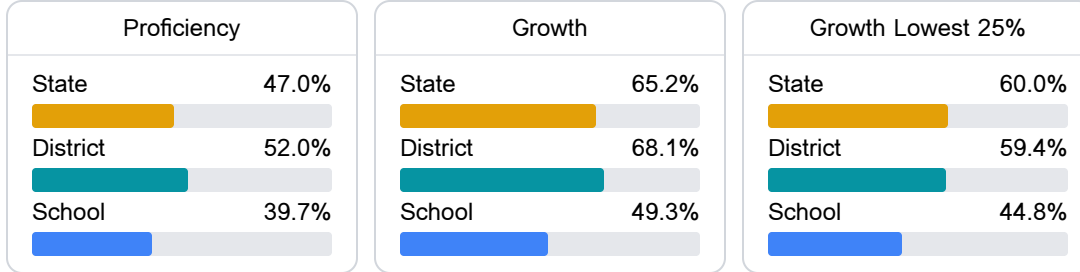 Proficiency
State 47.0%
District 52.0%
School 39.7%
Growth
State 65.2%
District 68.1%
School 49.3%
Growth Lowest 25%
State 60.0%
District 59.4%
School 44.8%